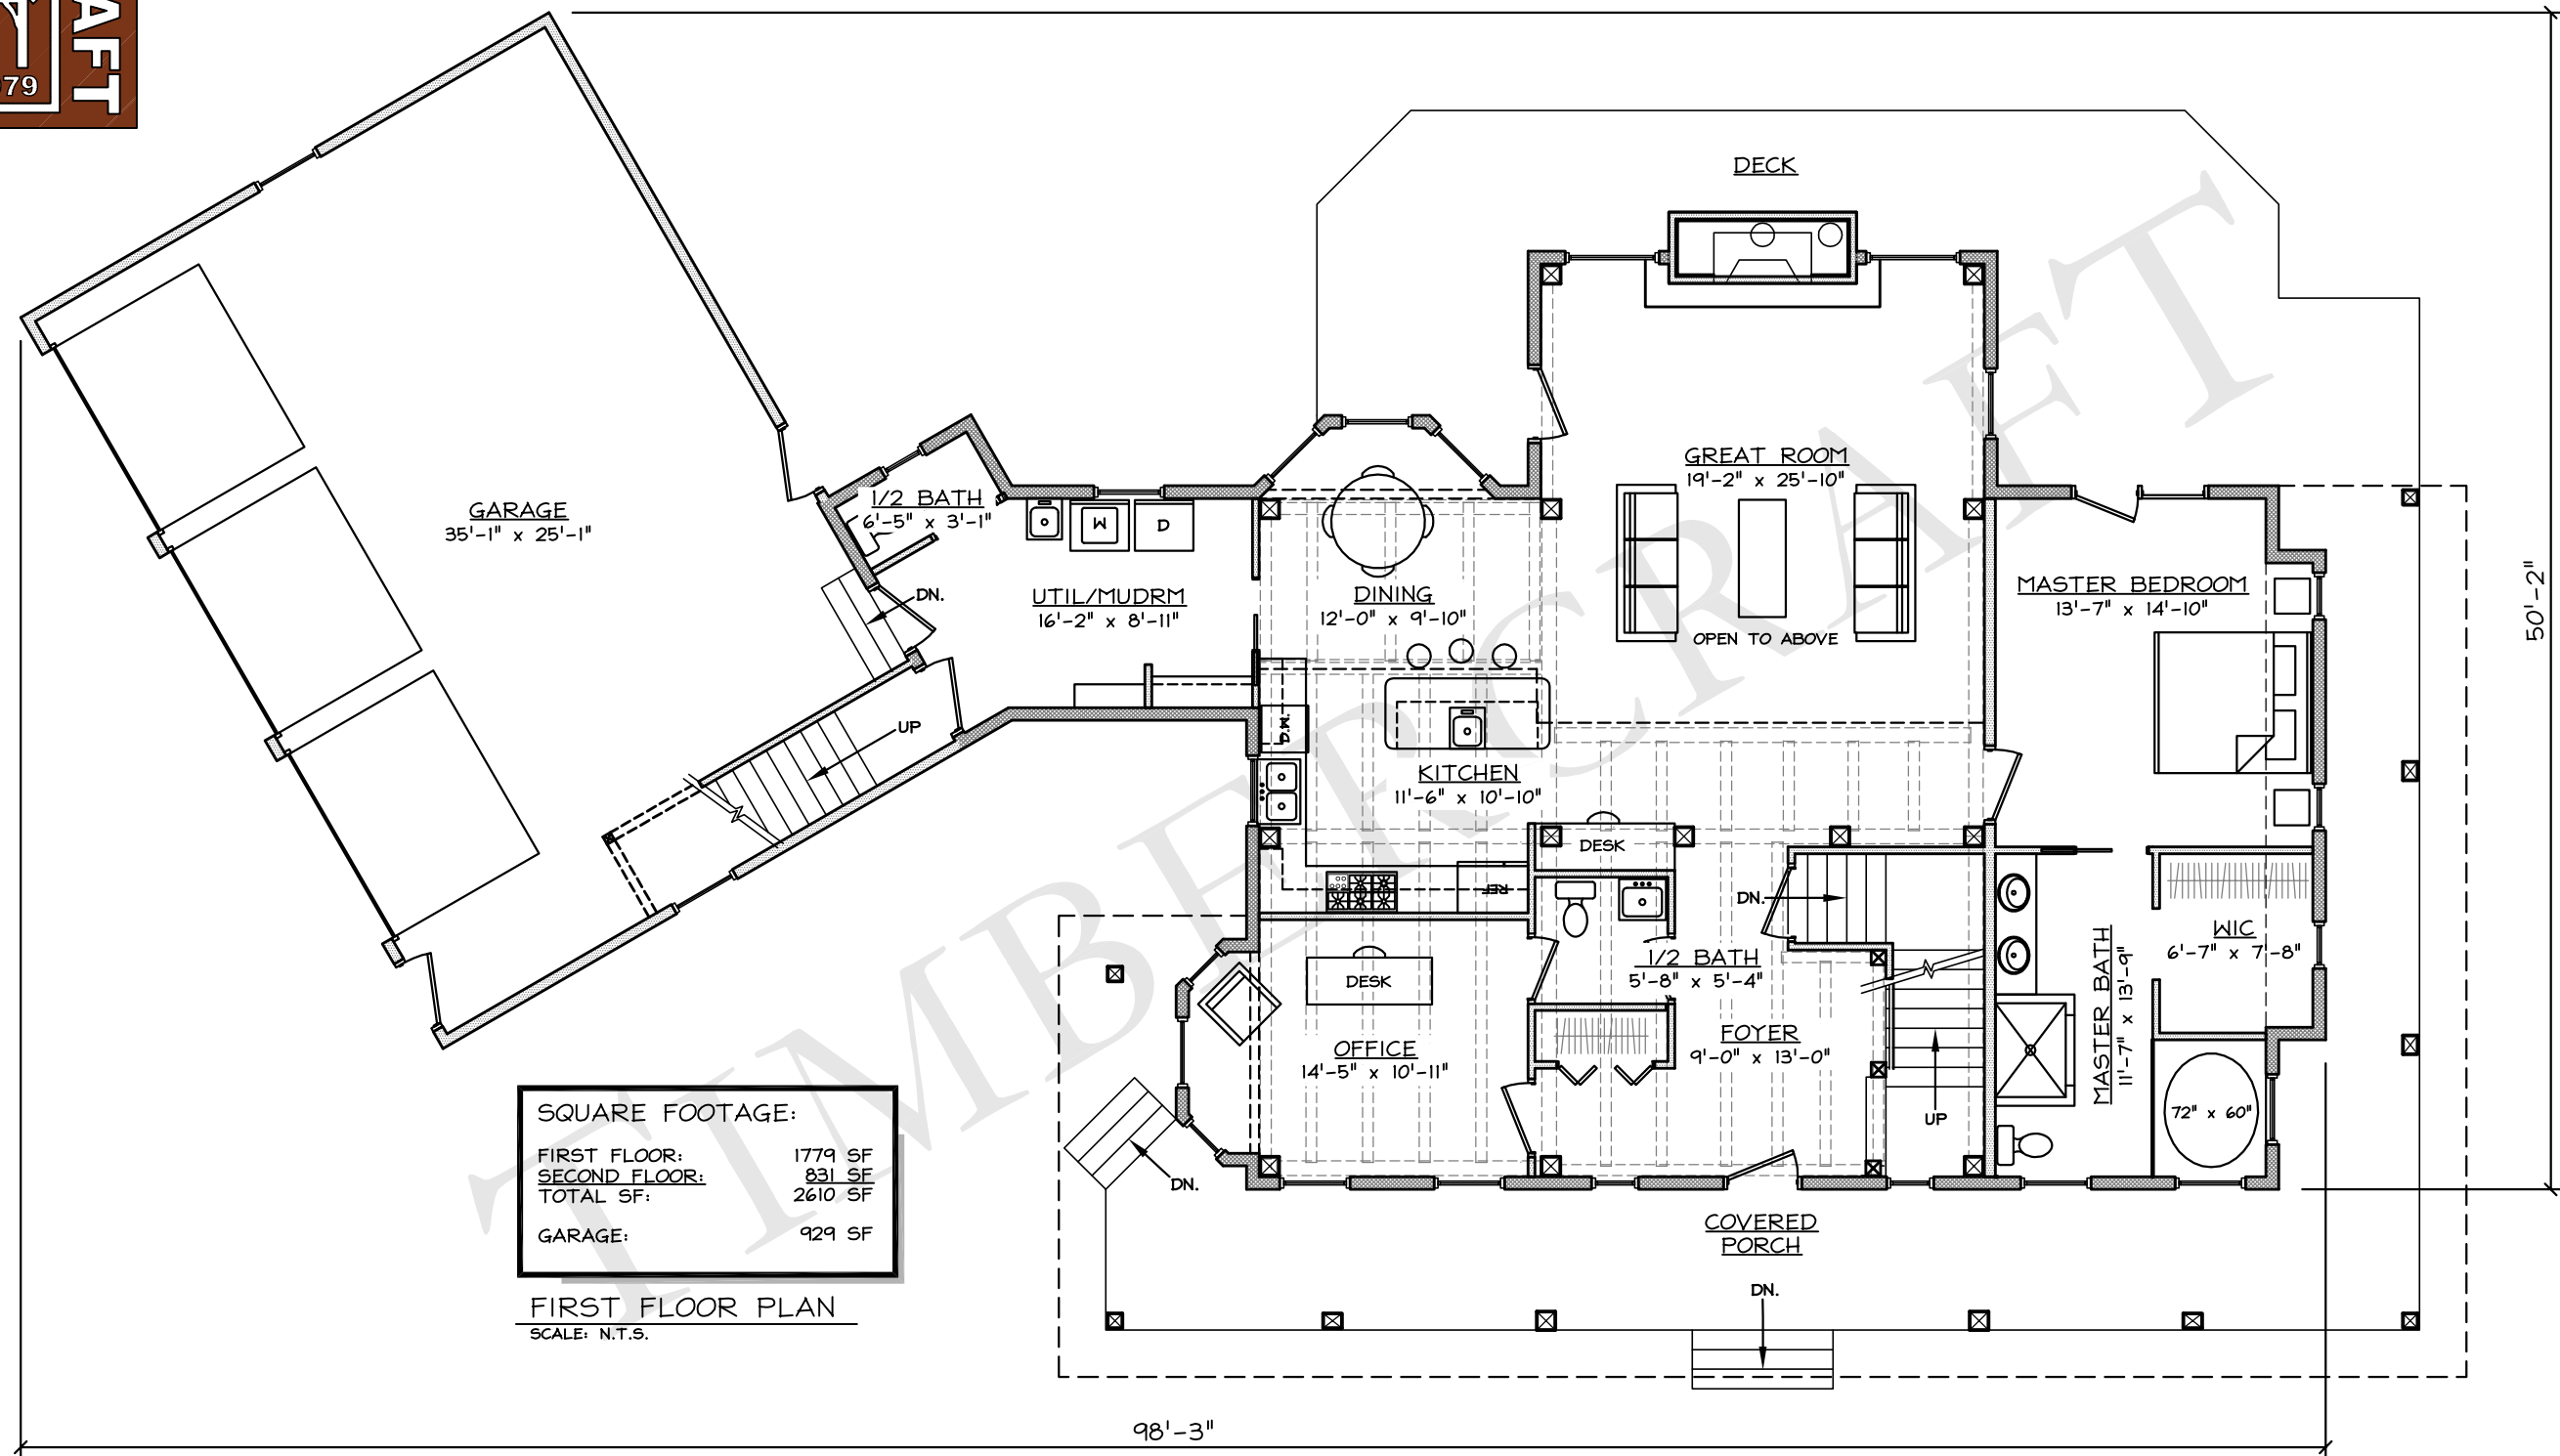 AFT
979
DECK
GREAT ROOM
19'-2" x 25'-10"
OPEN TO ABOVE
GARAGE
35'-1" x 25'-1"
1/2 BATH
6'-5" x 3'-1"
W
D
DN.
UTIL/MUDRM
16'-2" x 8'-11"
UP
DINING
12'-0" x 9'-10"
MASTER BEDROOM
13'-7" x 14'-10"
50'-2"
D.W.
KITCHEN
11'-6" x 10'-10"
DESK
REF
DN.
WIC
6'-7" x 7'-8"
1/2 BATH
5'-8" x 5'-4"
DESK
MASTER BATH
11'-7" x 13'-9"
FOYER
9'-0" x 13'-0"
OFFICE
14'-5" x 10'-11"
UP
72" x 60"
DN.
SQUARE FOOTAGE:
FIRST FLOOR: 1779 SF
SECOND FLOOR: 831 SF
TOTAL SF: 2610 SF
GARAGE: 929 SF
COVERED
PORCH
DN.
FIRST FLOOR PLAN
SCALE: N.T.S.
98'-3"
TIMBERCRAFT